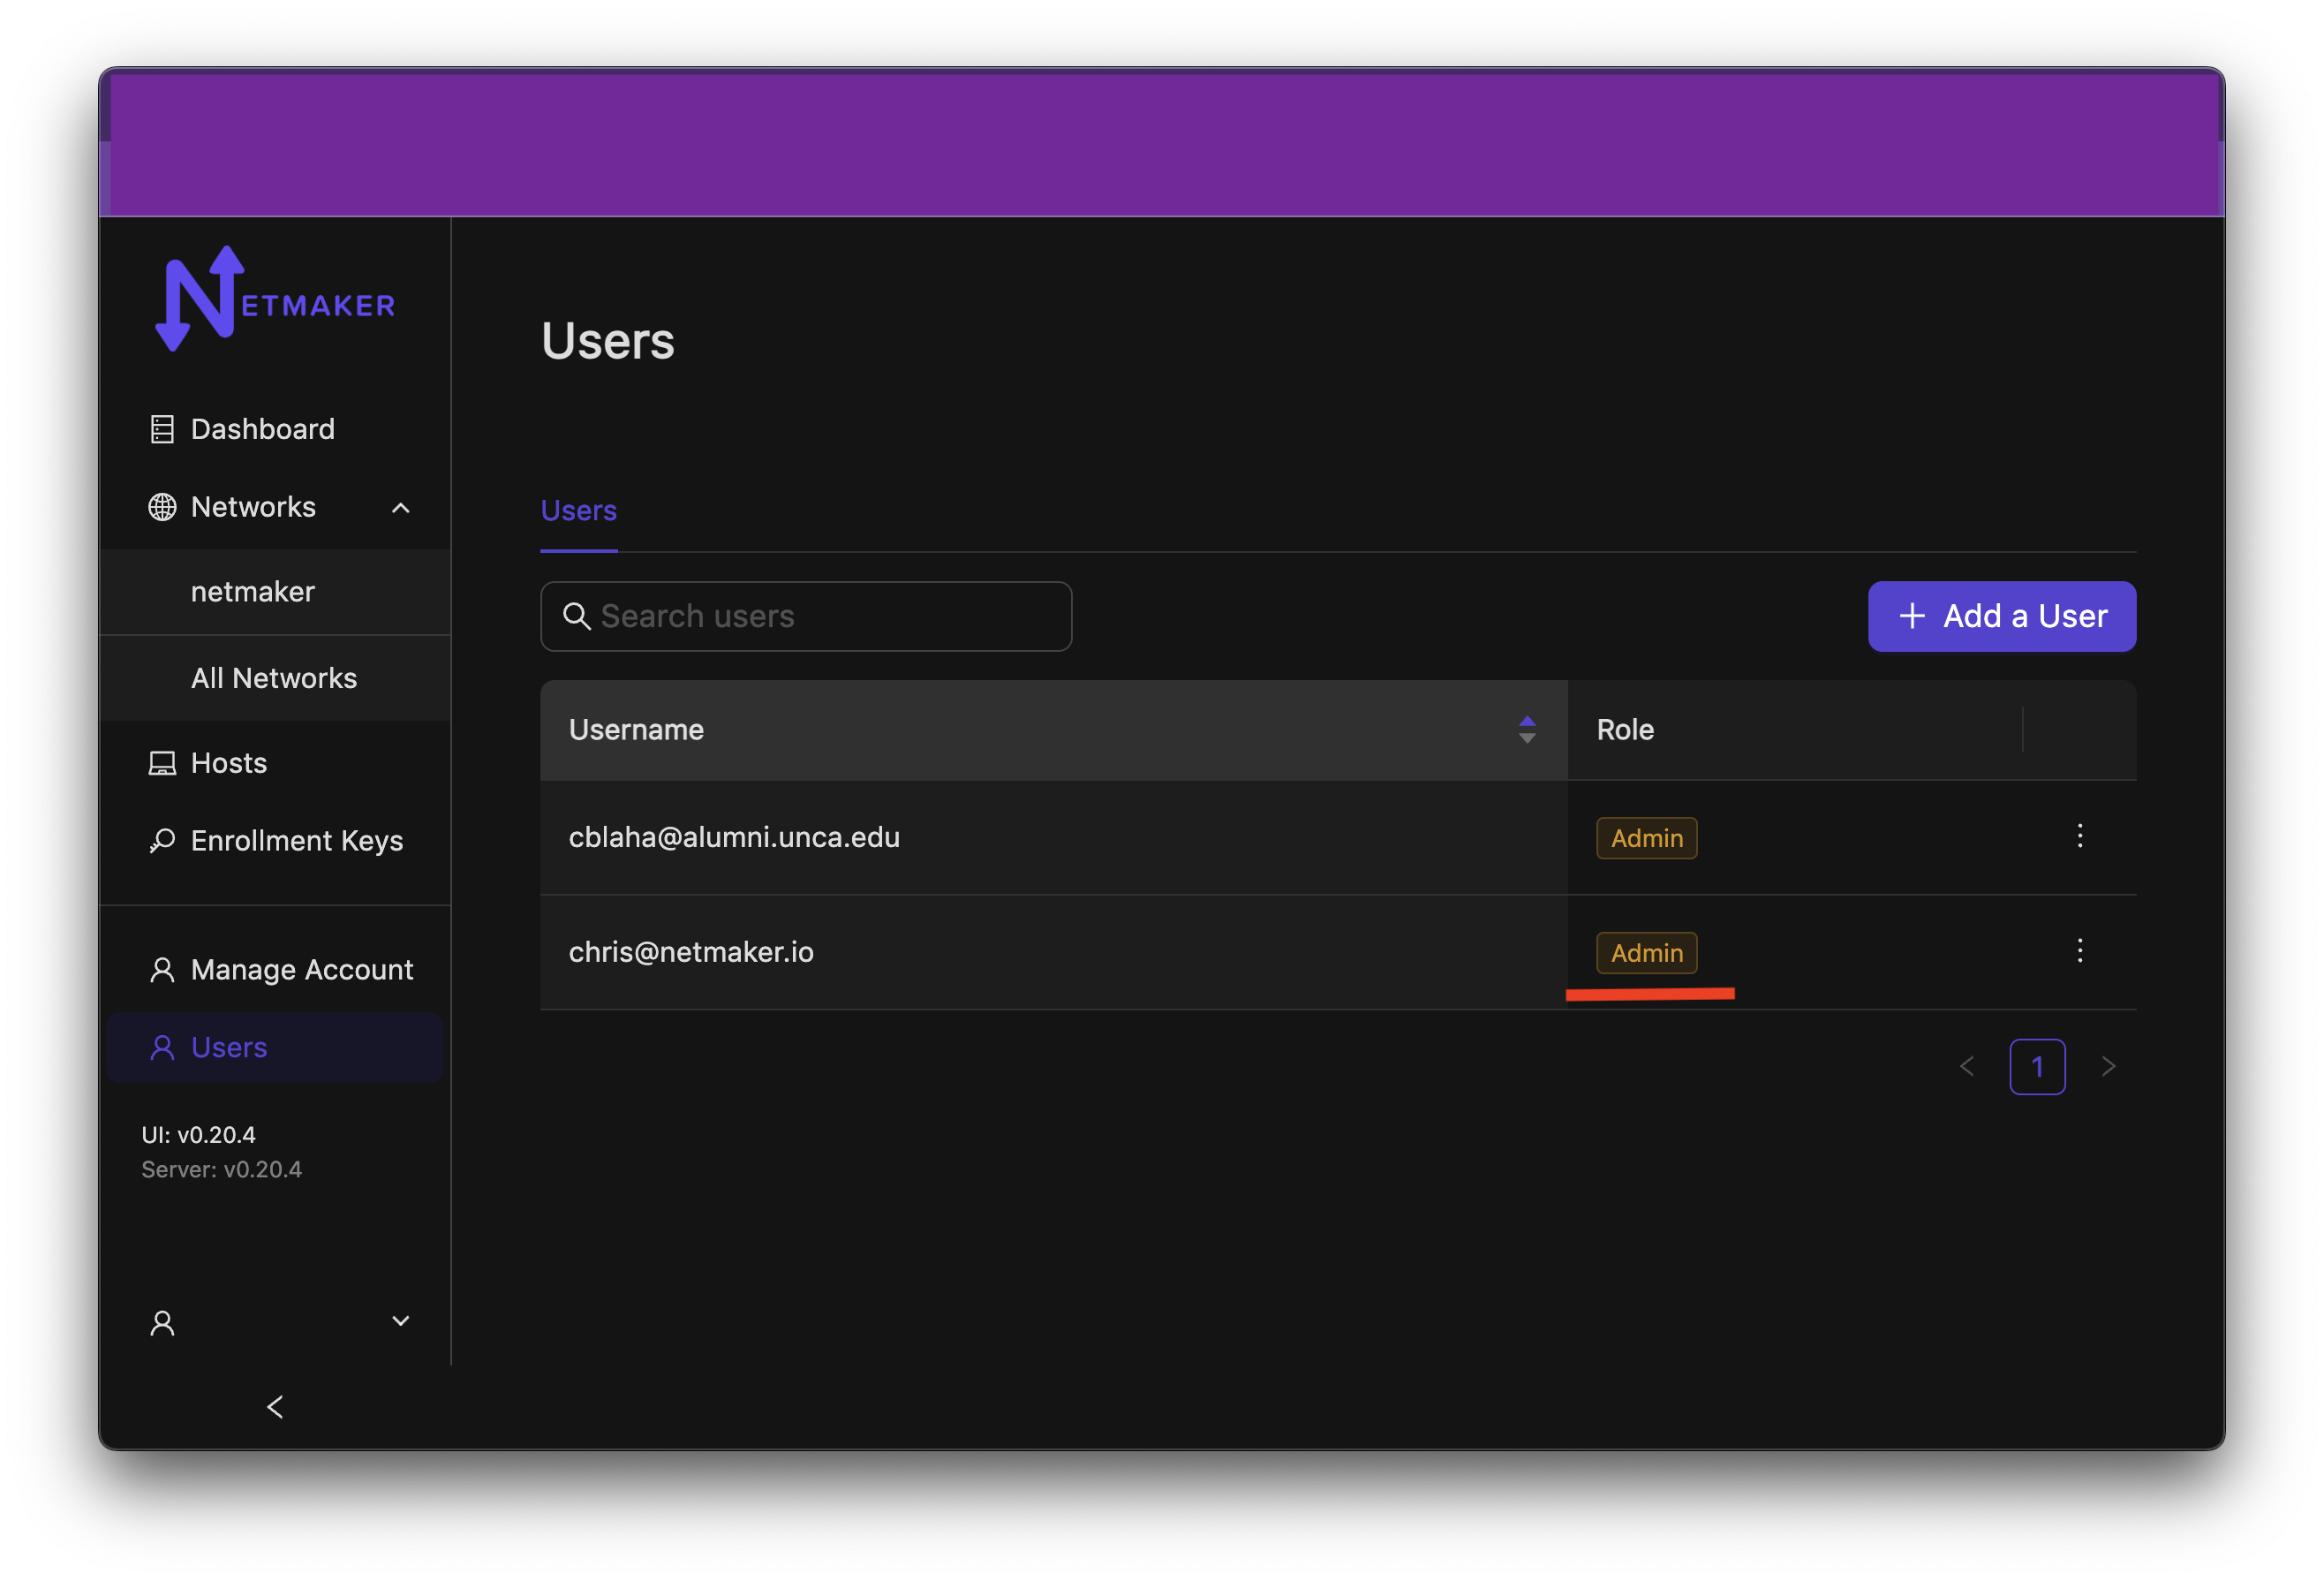 NETMAKER
Dashboard
Networks
netmaker
All Networks
Hosts
Enrollment Keys
Manage Account
Users
UI: v0.20.4
Server: v0.20.4
Users
Users
Search users
+ Add a User
Username Role
cblaha@alumni.unca.edu Admin
chris@netmaker.io Admin
1